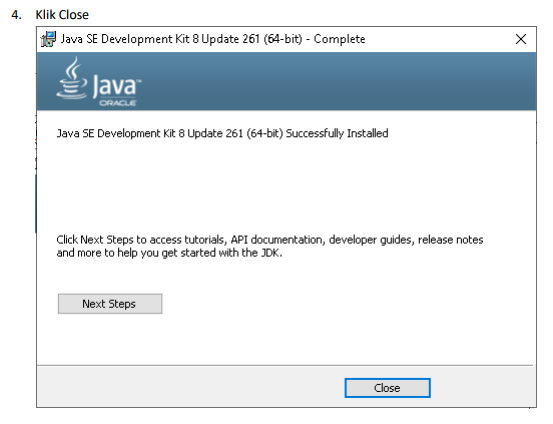 4. Klik Close
Java SE Development Kit 8 Update 261 (64-bit) - Complete
Java™
ORACLE
Java SE Development Kit 8 Update 261 (64-bit) Successfully Installed
Click Next Steps to access tutorials, API documentation, developer guides, release notes
and more to help you get started with the JDK.
Next Steps
Close